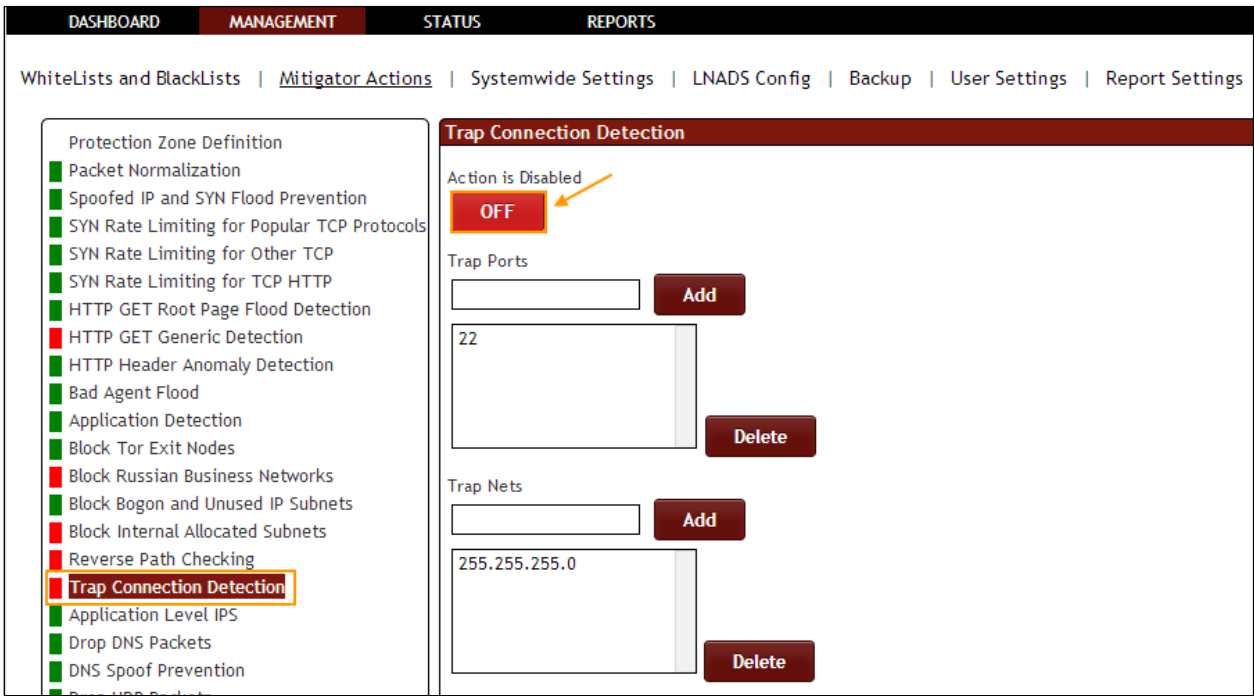 DASHBOARD MANAGEMENT STATUS REPORTS
WhiteLists and BlackLists | Mitigator Actions | Systemwide Settings | LNADS Config | Backup | User Settings | Report Settings
Protection Zone Definition
Packet Normalization
Spoofed IP and SYN Flood Prevention
SYN Rate Limiting for Popular TCP Protocols
SYN Rate Limiting for Other TCP
SYN Rate Limiting for TCP HTTP
HTTP GET Root Page Flood Detection
HTTP GET Generic Detection
HTTP Header Anomaly Detection
Bad Agent Flood
Application Detection
Block Tor Exit Nodes
Block Russian Business Networks
Block Bogon and Unused IP Subnets
Block Internal Allocated Subnets
Reverse Path Checking
Trap Connection Detection
Application Level IPS
Drop DNS Packets
DNS Spoof Prevention
Trap Connection Detection
Action is Disabled
OFF
Trap Ports
Add
22
Delete
Trap Nets
Add
255.255.255.0
Delete